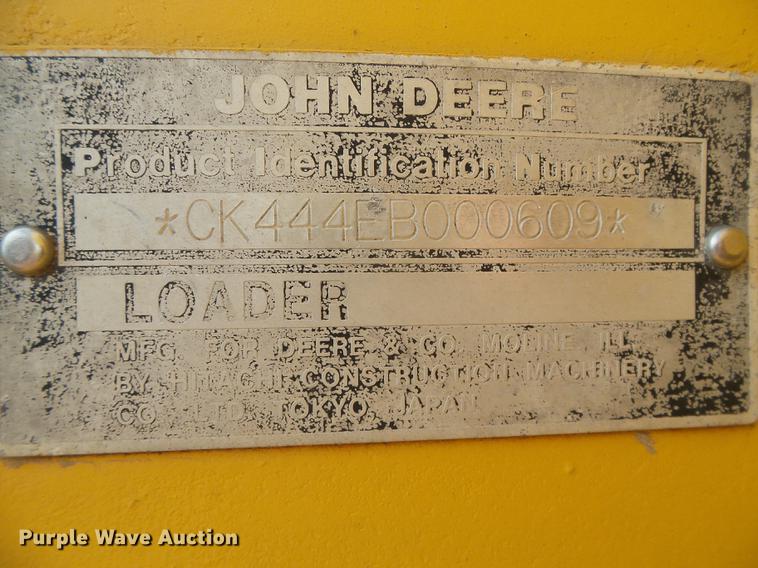 JOHN DEERE
Product Identification Number
*CK444EB000609*
LOADER
MFG. FOR DEERE & CO. MOLINE ILL.
BY HITACHI CONSTRUCTION MACHINERY
CO. LTD. TOKYO, JAPAN
Purple Wave Auction